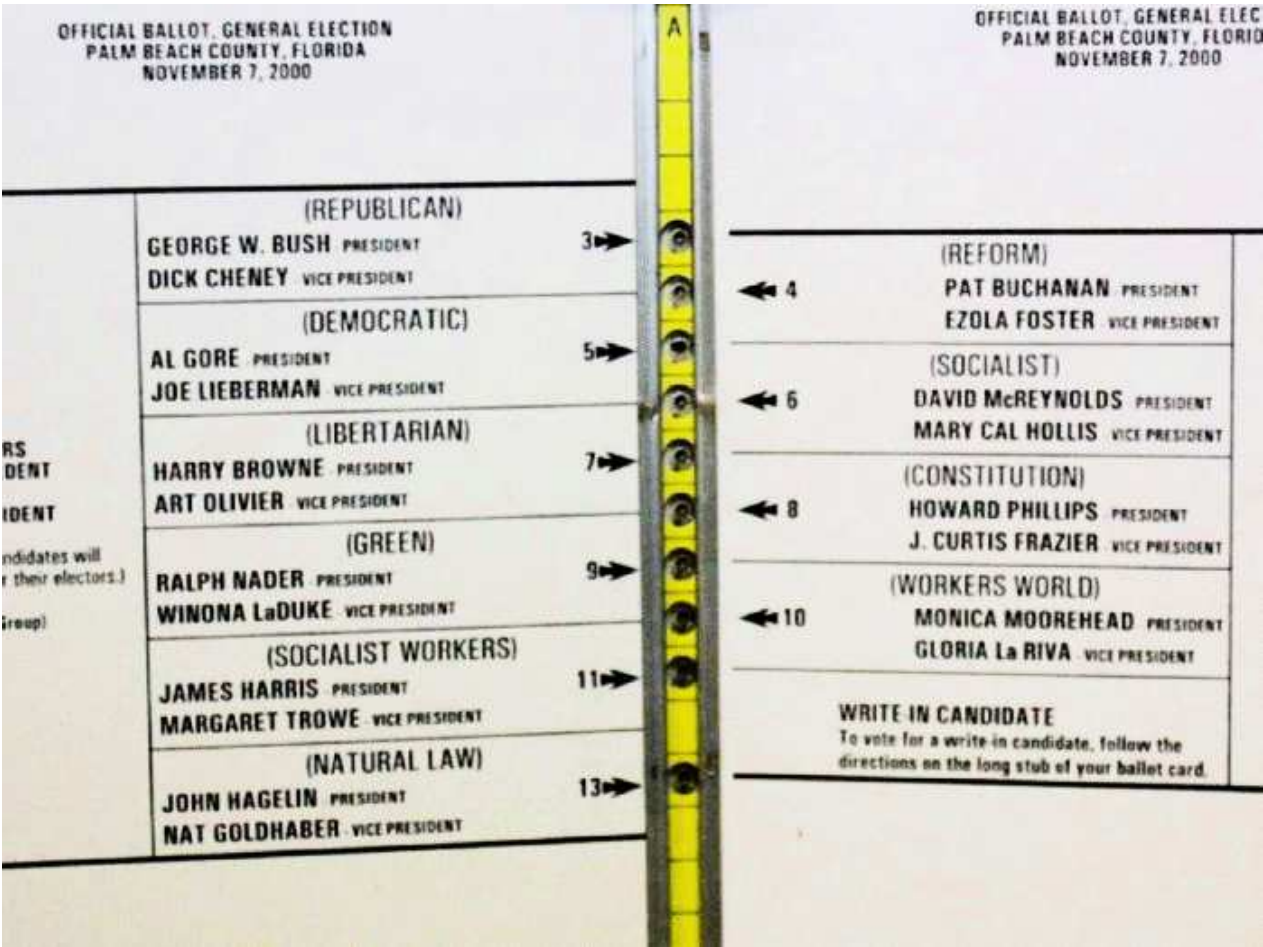 OFFICIAL BALLOT, GENERAL ELECTION
PALM BEACH COUNTY, FLORIDA
NOVEMBER 7, 2000
(REPUBLICAN)
GEORGE W. BUSH PRESIDENT
3
DICK CHENEY VICE PRESIDENT
(DEMOCRATIC)
AL GORE PRESIDENT
5
JOE LIEBERMAN VICE PRESIDENT
(LIBERTARIAN)
HARRY BROWNE PRESIDENT
7
ART OLIVIER VICE PRESIDENT
(GREEN)
RALPH NADER PRESIDENT
9
WINONA LaDUKE VICE PRESIDENT
(SOCIALIST WORKERS)
JAMES HARRIS PRESIDENT
11
MARGARET TROWE VICE PRESIDENT
(NATURAL LAW)
JOHN HAGELIN PRESIDENT
13
NAT GOLDHABER VICE PRESIDENT
RS
DENT
IDENT
ndidates will
r their electors.)
Group)
A
OFFICIAL BALLOT, GENERAL ELEC
PALM BEACH COUNTY, FLORID
NOVEMBER 7, 2000
(REFORM)
4 PAT BUCHANAN PRESIDENT
EZOLA FOSTER VICE PRESIDENT
(SOCIALIST)
6 DAVID McREYNOLDS PRESIDENT
MARY CAL HOLLIS VICE PRESIDENT
(CONSTITUTION)
8 HOWARD PHILLIPS PRESIDENT
J. CURTIS FRAZIER VICE PRESIDENT
(WORKERS WORLD)
10 MONICA MOOREHEAD PRESIDENT
GLORIA La RIVA VICE PRESIDENT
WRITE-IN CANDIDATE
To vote for a write-in candidate, follow the
directions on the long stub of your ballot card.